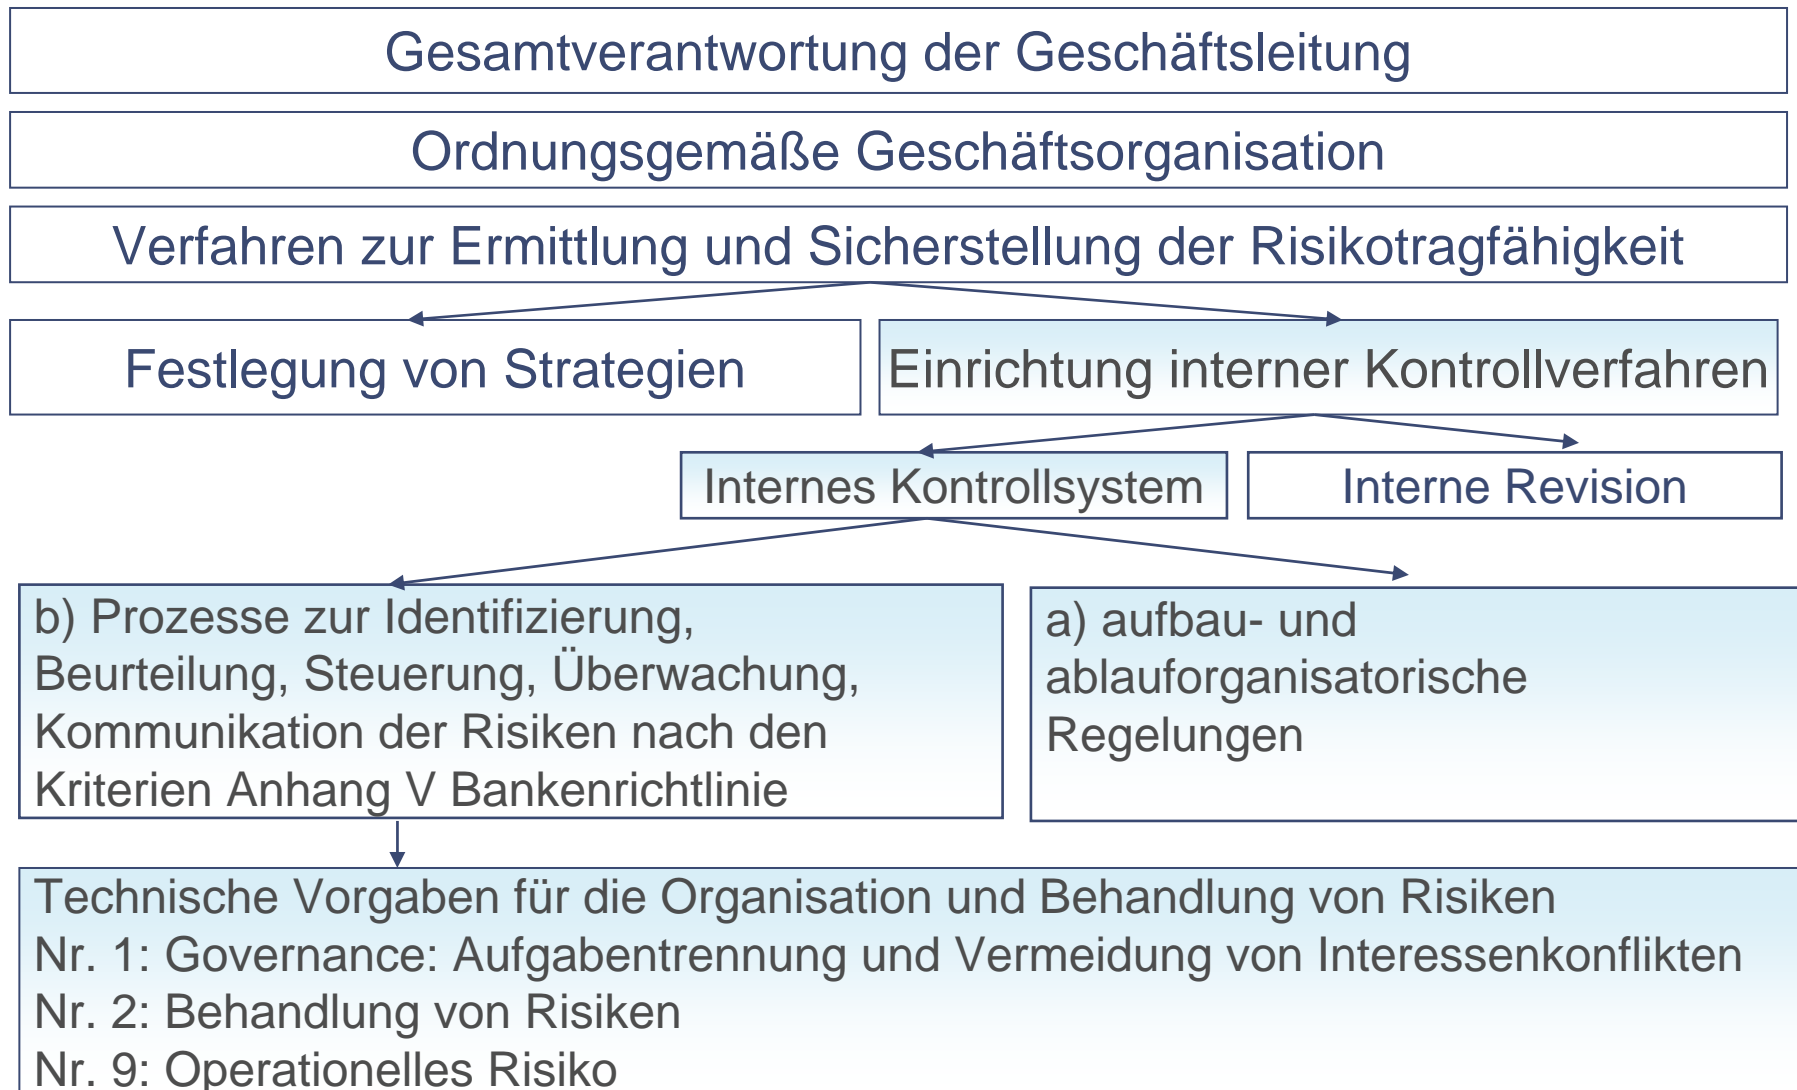 Gesamtverantwortung der Geschäftsleitung
Ordnungsgemäße Geschäftsorganisation
Verfahren zur Ermittlung und Sicherstellung der Risikotragfähigkeit
Festlegung von Strategien
Einrichtung interner Kontrollverfahren
Internes Kontrollsystem
Interne Revision
b) Prozesse zur Identifizierung,
Beurteilung, Steuerung, Überwachung,
Kommunikation der Risiken nach den
Kriterien Anhang V Bankenrichtlinie
a) aufbau- und
ablauforganisatorische
Regelungen
Technische Vorgaben für die Organisation und Behandlung von Risiken
Nr. 1: Governance: Aufgabentrennung und Vermeidung von Interessenkonflikten
Nr. 2: Behandlung von Risiken
Nr. 9: Operationelles Risiko